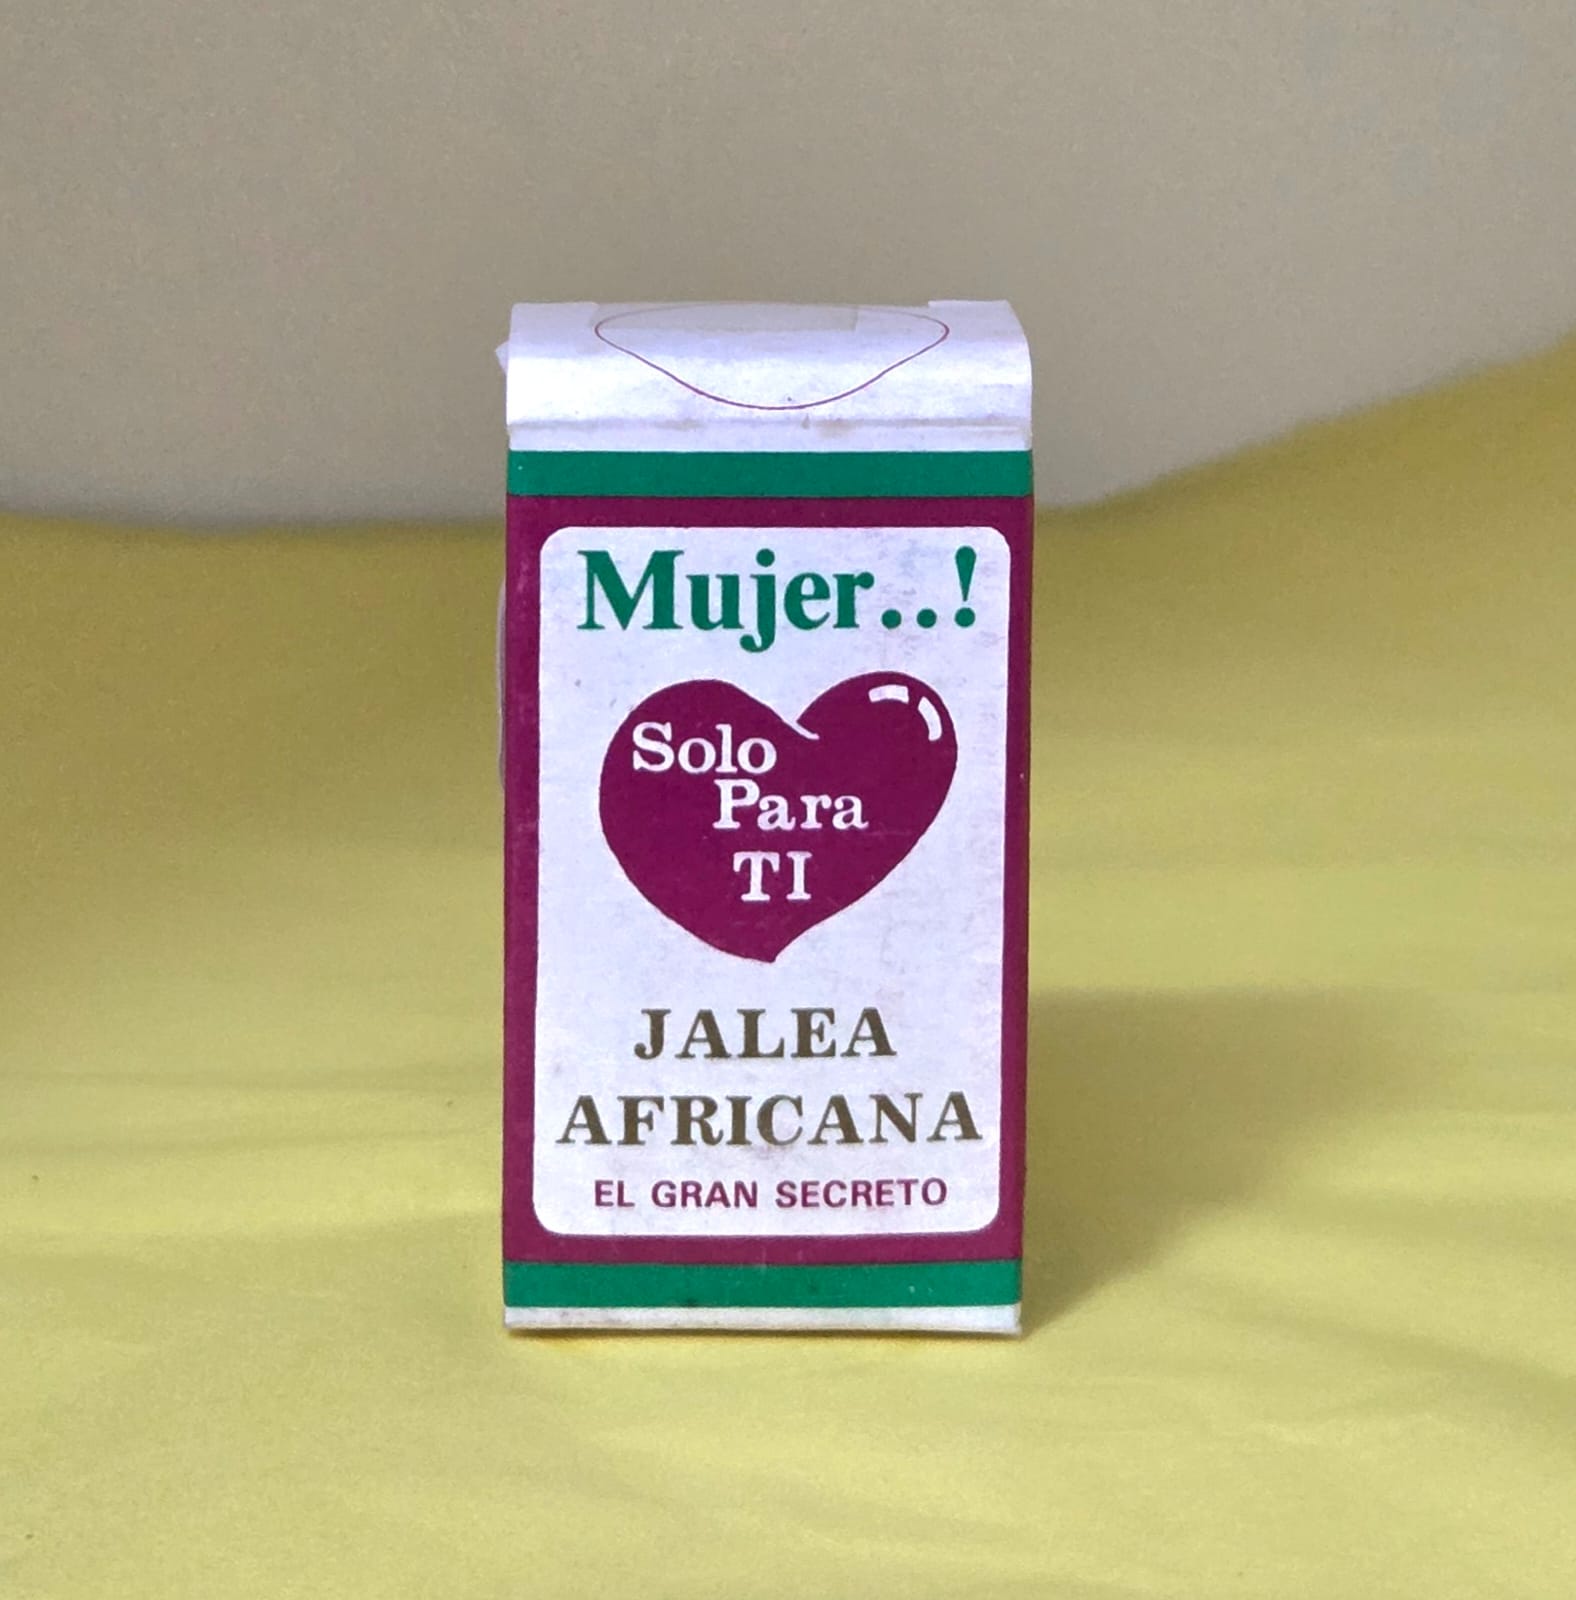 Mujer..!
Solo
Para
TI
JALEA
AFRICANA
EL GRAN SECRETO